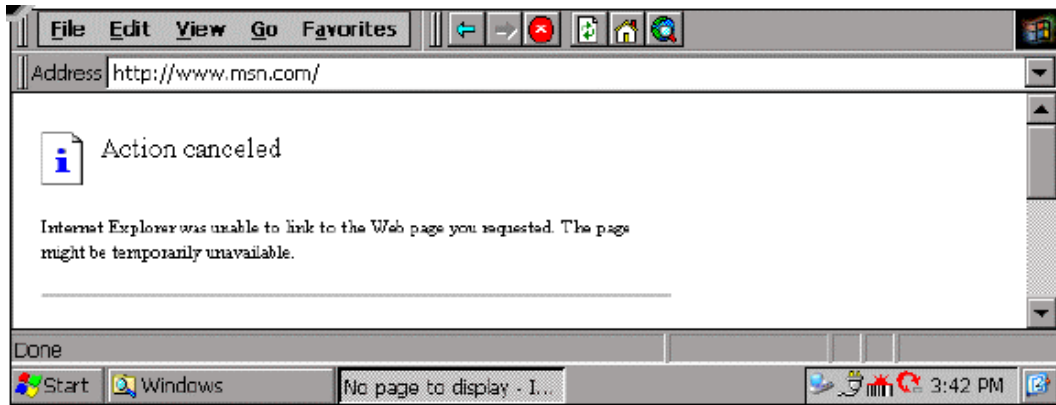 File Edit View Go Favorites
Address http://www.msn.com/
Action canceled
Internet Explorer was unable to link to the Web page you requested. The page
might be temporarily unavailable.
Done
Start Windows No page to display - I... 3:42 PM